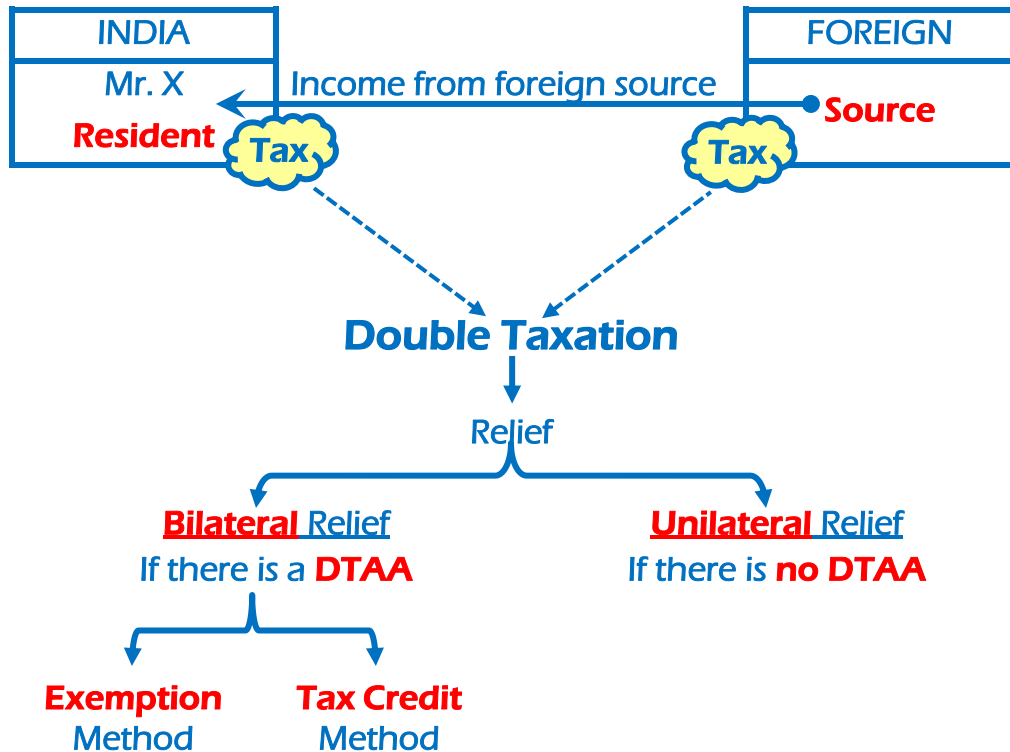 INDIA
FOREIGN
Mr. X
Income from foreign source
Resident
Source
Tax
Tax
Double Taxation
Relief
Bilateral Relief
Unilateral Relief
If there is a DTAA
If there is no DTAA
Exemption
Method
Tax Credit
Method